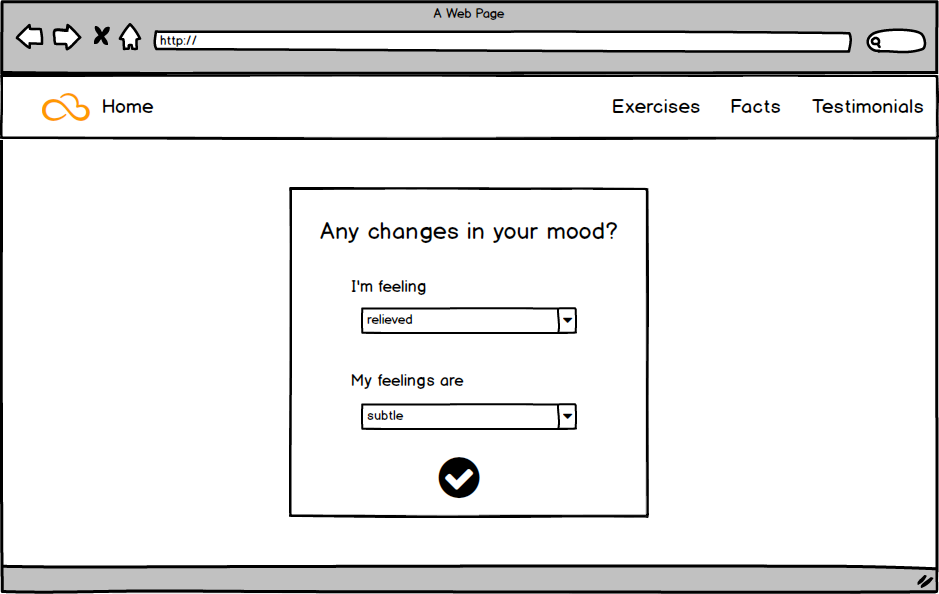 A Web Page
http://
Home
Exercises
Facts
Testimonials
Any changes in your mood?
I'm feeling
relieved
My feelings are
subtle